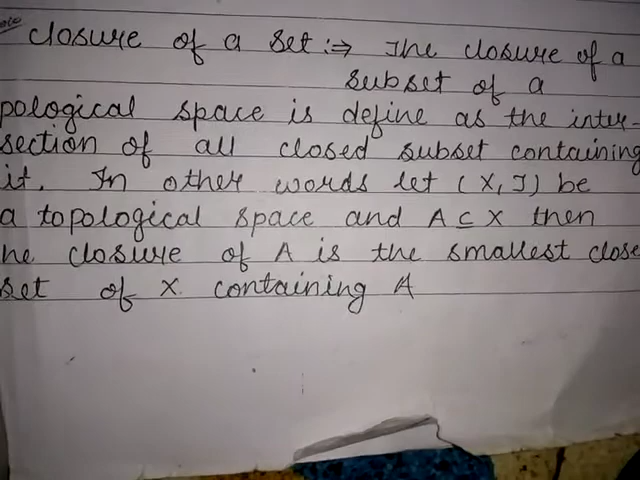 closure of a set :⇒ The closure of a
subset of a
pological space is define as the inter-
section of all closed subset containing
it. In other words let (X, J) be
a topological space and A ⊆ X then
he closure of A is the smallest close
set of X containing A